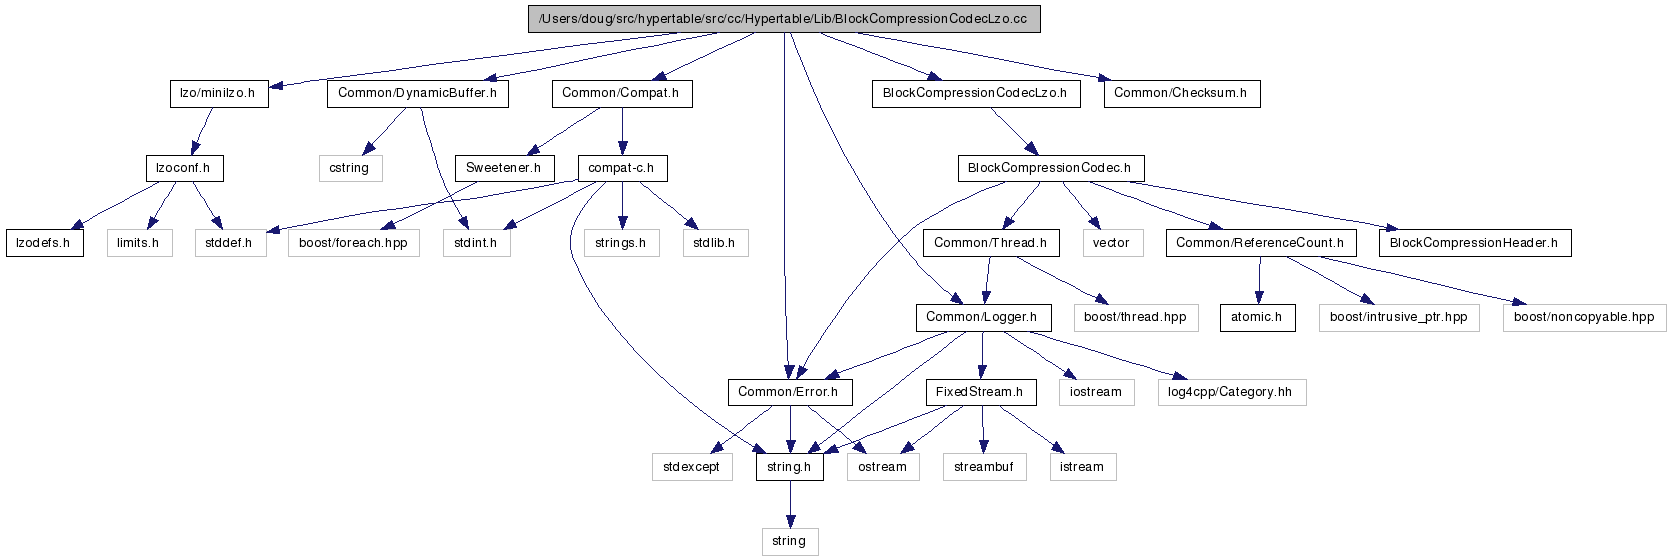 /Users/doug/src/hypertable/src/cc/Hypertable/Lib/BlockCompressionCodecLzo.cc
lzo/minilzo.h
Common/DynamicBuffer.h
Common/Compat.h
BlockCompressionCodecLzo.h
Common/Checksum.h
lzoconf.h
cstring
Sweetener.h
compat-c.h
BlockCompressionCodec.h
lzodefs.h
limits.h
stddef.h
boost/foreach.hpp
stdint.h
strings.h
stdlib.h
Common/Thread.h
vector
Common/ReferenceCount.h
BlockCompressionHeader.h
Common/Logger.h
boost/thread.hpp
atomic.h
boost/intrusive_ptr.hpp
boost/noncopyable.hpp
Common/Error.h
FixedStream.h
iostream
log4cpp/Category.hh
stdexcept
string.h
ostream
streambuf
istream
string